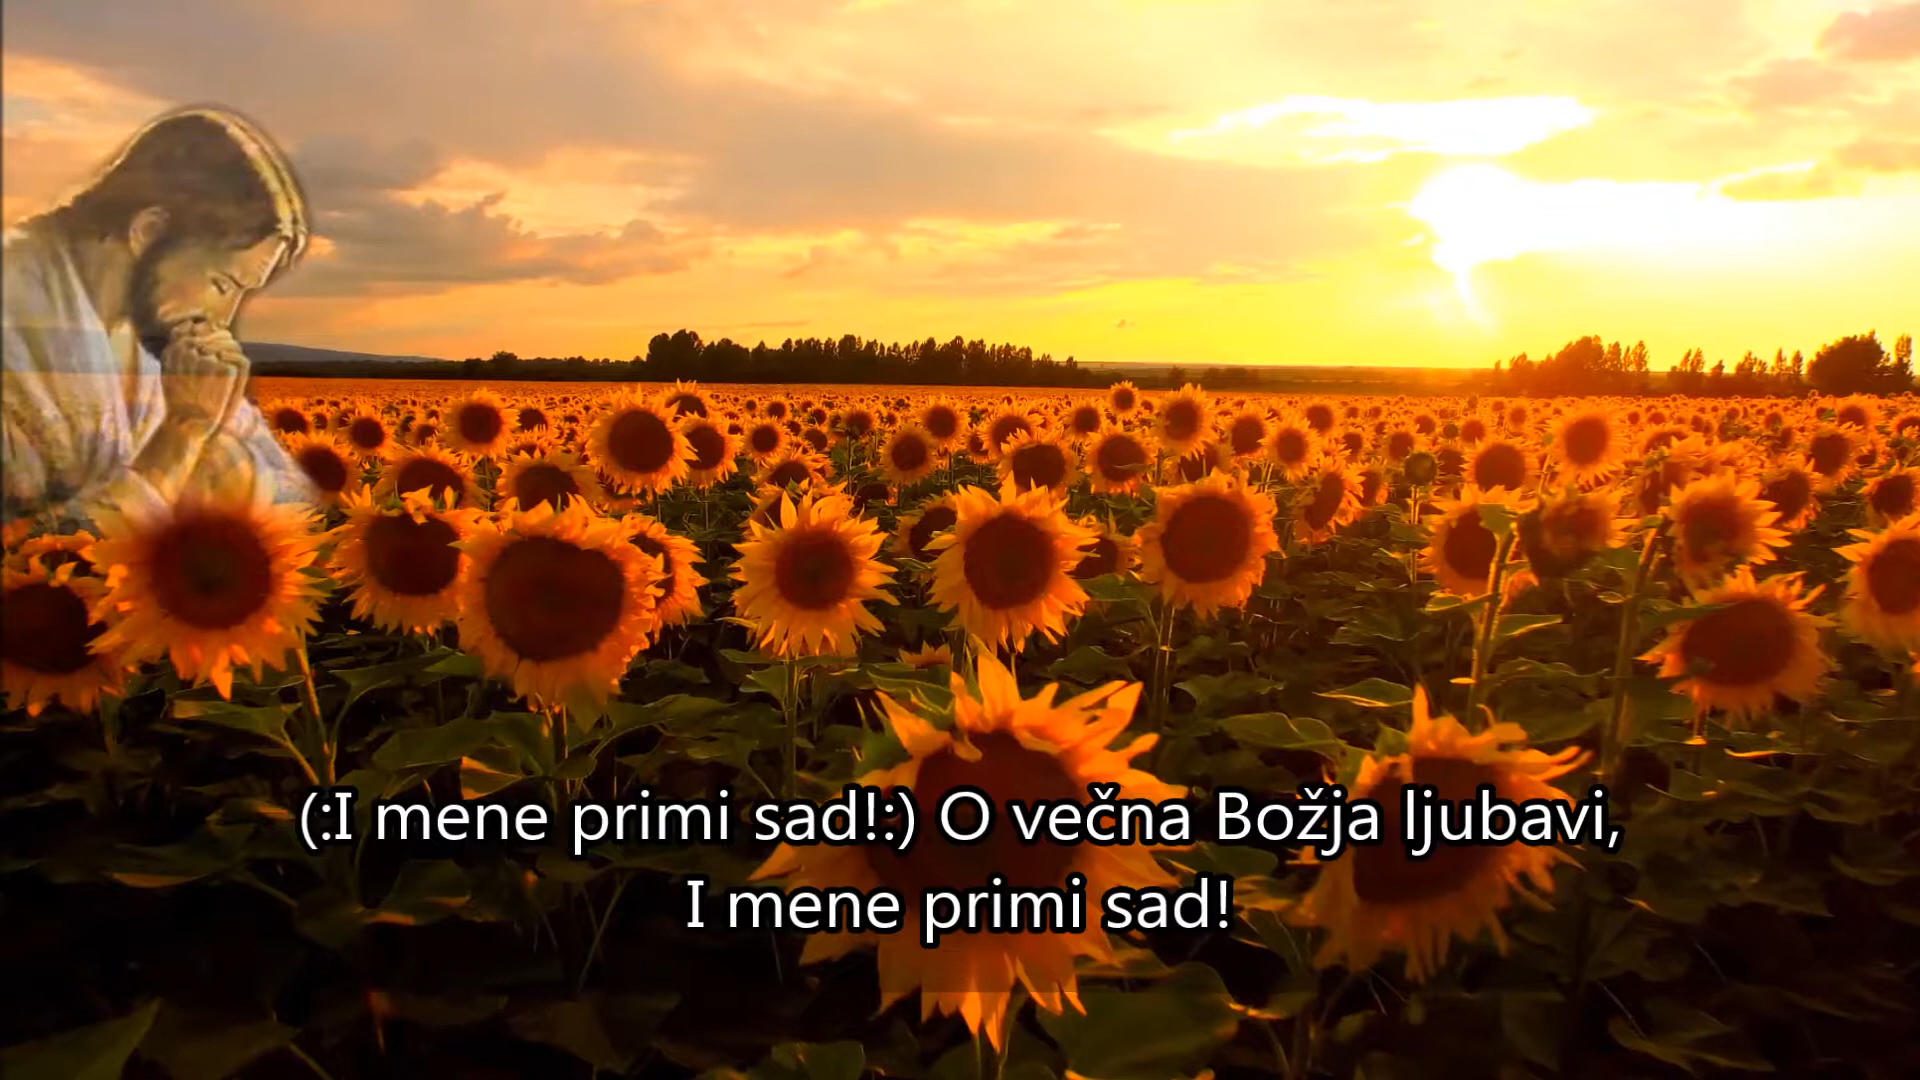 (:I mene primi sad!:) O večna Božja ljubavi,
I mene primi sad!